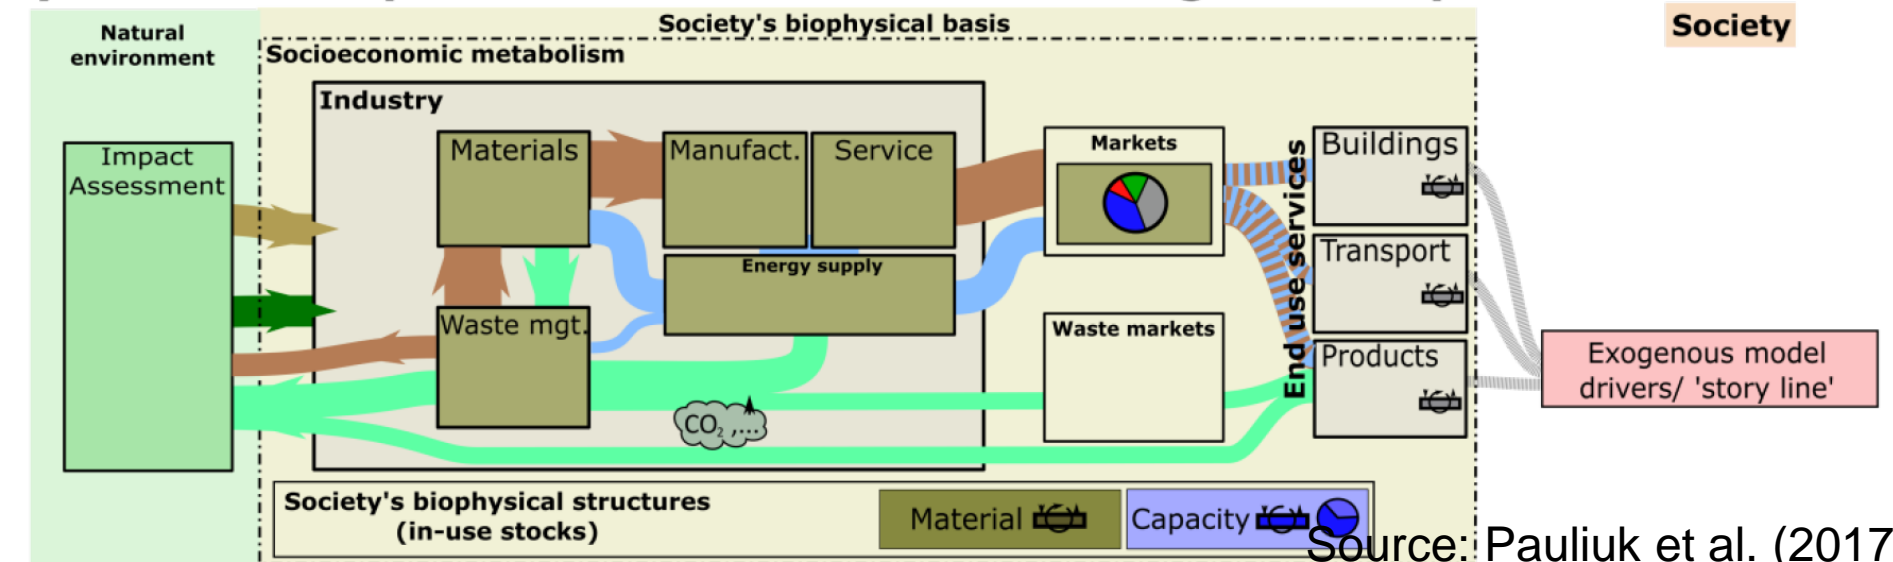 Society's biophysical basis
Society
Natural
environment
Socioeconomic metabolism
Industry
Impact
Assessment
Materials
Manufact.
Service
Markets
Energy supply
Waste mgt.
Waste markets
CO₂,...
End use services
Buildings
Transport
Products
Exogenous model
drivers/ 'story line'
Society's biophysical structures
(in-use stocks)
Material
Capacity
Source: Pauliuk et al. (2017